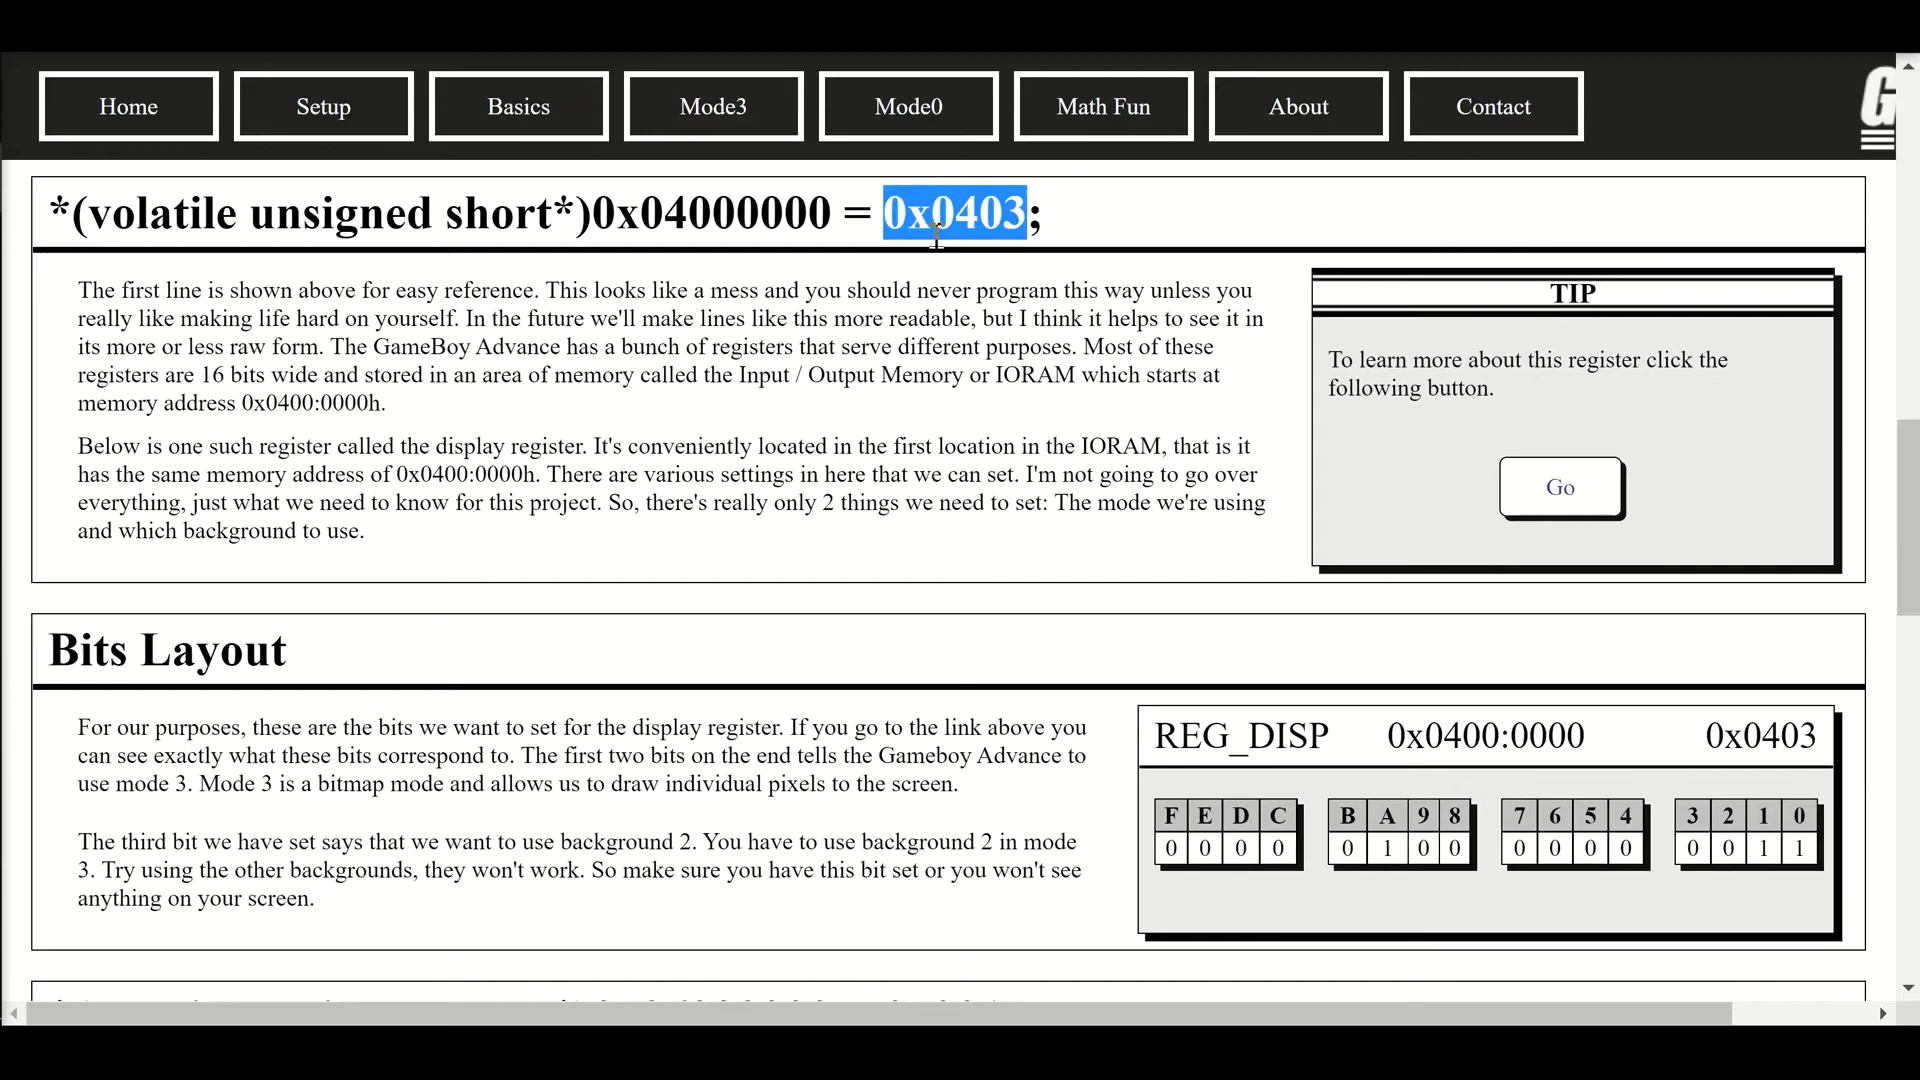 Home Setup Basics Mode3 Mode0 Math Fun About Contact
*(volatile unsigned short*)0x04000000 = 0x0403;
The first line is shown above for easy reference. This looks like a mess and you should never program this way unless you
really like making life hard on yourself. In the future we'll make lines like this more readable, but I think it helps to see it in
its more or less raw form. The GameBoy Advance has a bunch of registers that serve different purposes. Most of these
registers are 16 bits wide and stored in an area of memory called the Input / Output Memory or IORAM which starts at
memory address 0x0400:0000h.
Below is one such register called the display register. It's conveniently located in the first location in the IORAM, that is it
has the same memory address of 0x0400:0000h. There are various settings in here that we can set. I'm not going to go over
everything, just what we need to know for this project. So, there's really only 2 things we need to set: The mode we're using
and which background to use.
TIP
To learn more about this register click the
following button.
Go
Bits Layout
For our purposes, these are the bits we want to set for the display register. If you go to the link above you
can see exactly what these bits correspond to. The first two bits on the end tells the Gameboy Advance to
use mode 3. Mode 3 is a bitmap mode and allows us to draw individual pixels to the screen.
The third bit we have set says that we want to use background 2. You have to use background 2 in mode
3. Try using the other backgrounds, they won't work. So make sure you have this bit set or you won't see
anything on your screen.
REG_DISP 0x0400:0000 0x0403
F E D C B A 9 8 7 6 5 4 3 2 1 0
0 0 0 0 0 1 0 0 0 0 0 0 0 0 1 1